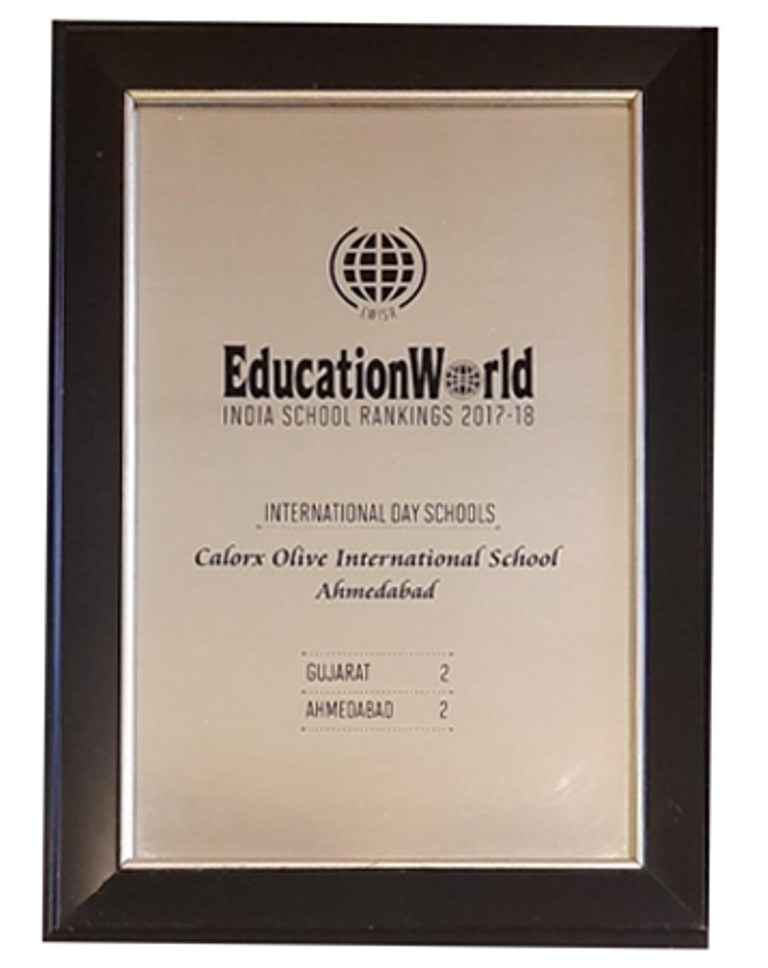 EWISR
EducationWorld
INDIA SCHOOL RANKINGS 2017-18
INTERNATIONAL DAY SCHOOLS
Calorx Olive International School
Ahmedabad
GUJARAT 2
AHMEDABAD 2